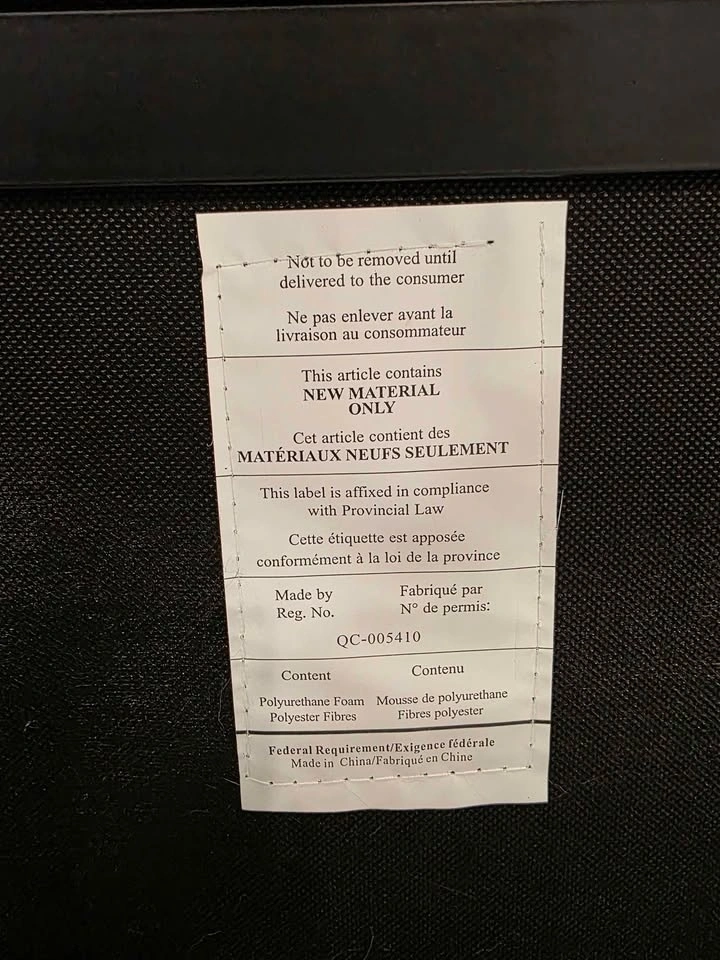 Not to be removed until
delivered to the consumer
Ne pas enlever avant la
livraison au consommateur
This article contains
NEW MATERIAL
ONLY
Cet article contient des
MATÉRIAUX NEUFS SEULEMENT
This label is affixed in compliance
with Provincial Law
Cette étiquette est apposée
conformément à la loi de la province
Made by Fabriqué par
Reg. No. N° de permis:
QC-005410
Content Contenu
Polyurethane Foam Mousse de polyurethane
Polyester Fibres Fibres polyester
Federal Requirement/Exigence fédérale
Made in China/Fabriqué en Chine